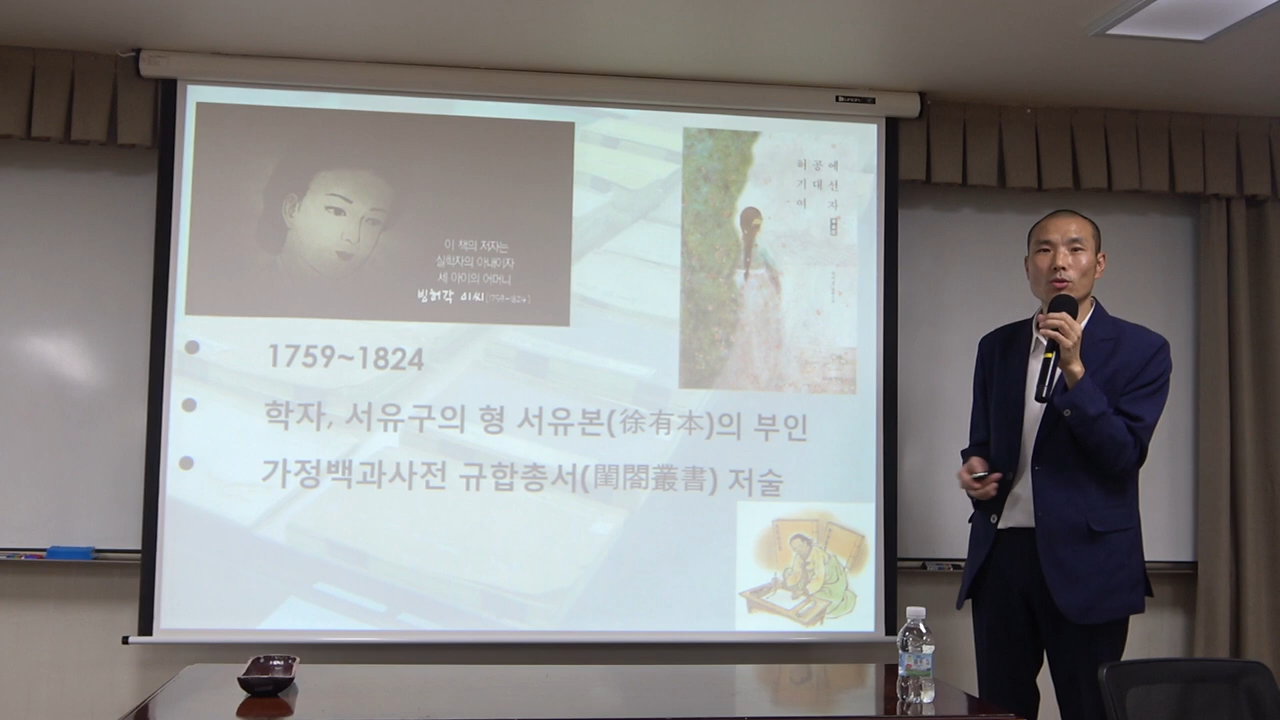 이 책의 저자는
실학자의 아내이자
세 아이의 어머니
빙허각 이씨(1759~1824)
1759~1824
학자, 서유구의 형 서유본(徐有本)의 부인
가정백과사전 규합총서(閨閤叢書) 저술